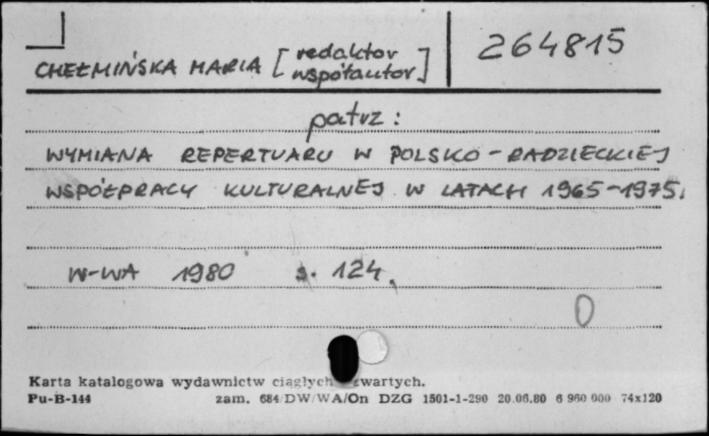 CHEŁMIŃSKA MARIA [redaktor współautor] 264815
patrz:
WYMIANA REPERTUARU W POLSKO-RADZIECKIEJ
WSPÓŁPRACY KULTURALNEJ W LATACH 1965-1975.
W-WA 1980 s. 124.
0
Karta katalogowa wydawnictw ciągłych zwartych.
Pu-B-144 zam. 684/DW/WA/On DZG 1501-1-290 20.06.80 6 960 000 74x120